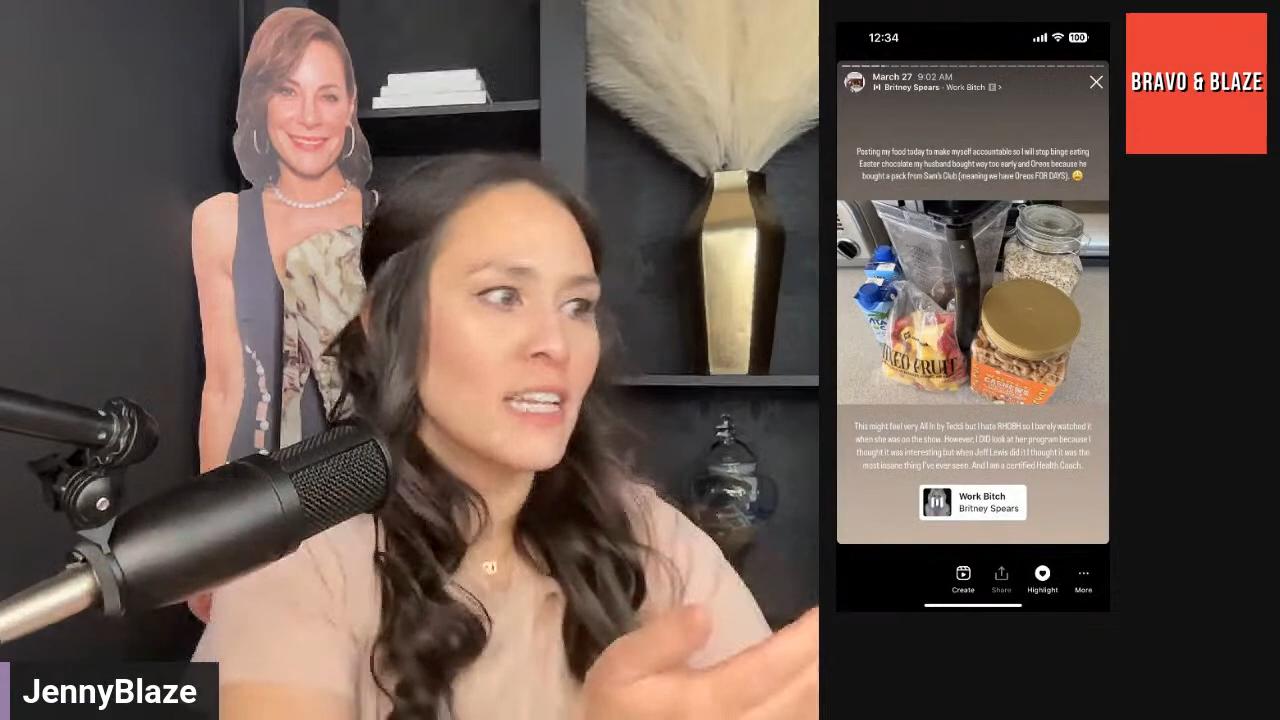 12:34
100
BRAVO & BLAZE
March 27 9:02 AM
Britney Spears · Work Bitch E >
Posting my food today to make myself accountable so I will stop binge eating
Easter chocolate my husband bought way too early and Oreos because he
bought a pack from Sam's Club (meaning we have Oreos FOR DAYS). 😩
FRUIT
CASHEWS
This might feel very All In by Teddi but I hate RHOBH so I barely watched it
when she was on the show. However, I DID look at her program because I
thought it was interesting but when Jeff Lewis did it I thought it was the
most insane thing I've ever seen. And I am a certified Health Coach.
Work Bitch
Britney Spears
Create
Share
Highlight
More
JennyBlaze